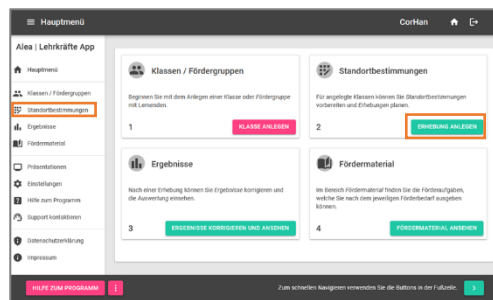 Hauptmenü
CorHan
Alea | Lehrkräfte App
Hauptmenü
Klassen / Fördergruppen
Standortbestimmungen
Ergebnisse
Fördermaterial
Präsentationen
Einstellungen
Hilfe zum Programm
Support kontaktieren
Datenschutzerklärung
Impressum
Klassen / Fördergruppen
Beginnen Sie mit dem Anlegen einer Klasse oder Fördergruppe
mit Lernenden.
1
KLASSE ANLEGEN
Standortbestimmungen
Für angelegte Klassen können Sie Standortbestimmungen
vorbereiten und Erhebungen planen.
2
ERHEBUNG ANLEGEN
Ergebnisse
Nach einer Erhebung können Sie Ergebnisse korrigieren und
die Auswertung einsehen.
3
ERGEBNISSE KORRIGIEREN UND ANSEHEN
Fördermaterial
Im Bereich Fördermaterial finden Sie die Förderaufgaben,
welche Sie nach dem jeweiligen Förderbedarf ausgeben
können.
4
FÖRDERMATERIAL ANSEHEN
HILFE ZUM PROGRAMM
Zum schnellen Navigieren verwenden Sie die Buttons in der Fußzeile.